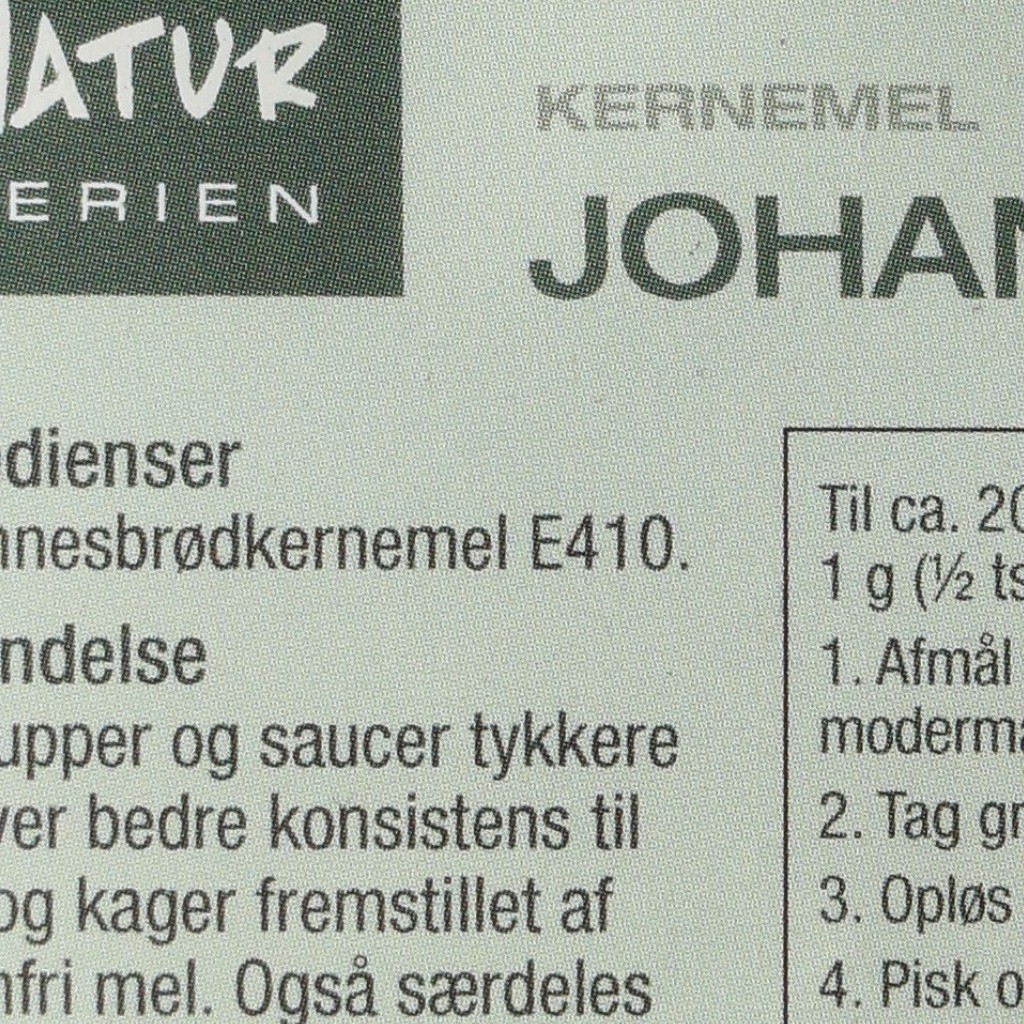 NATUR
ERIEN
KERNEMEL
JOHAN
dienser
nnesbrødkernemel E410.
ndelse
upper og saucer tykkere
ver bedre konsistens til
og kager fremstillet af
nfri mel. Også særdeles
Til ca. 20
1 g (½ ts
1. Afmål
moderma
2. Tag gr
3. Opløs
4. Pisk o